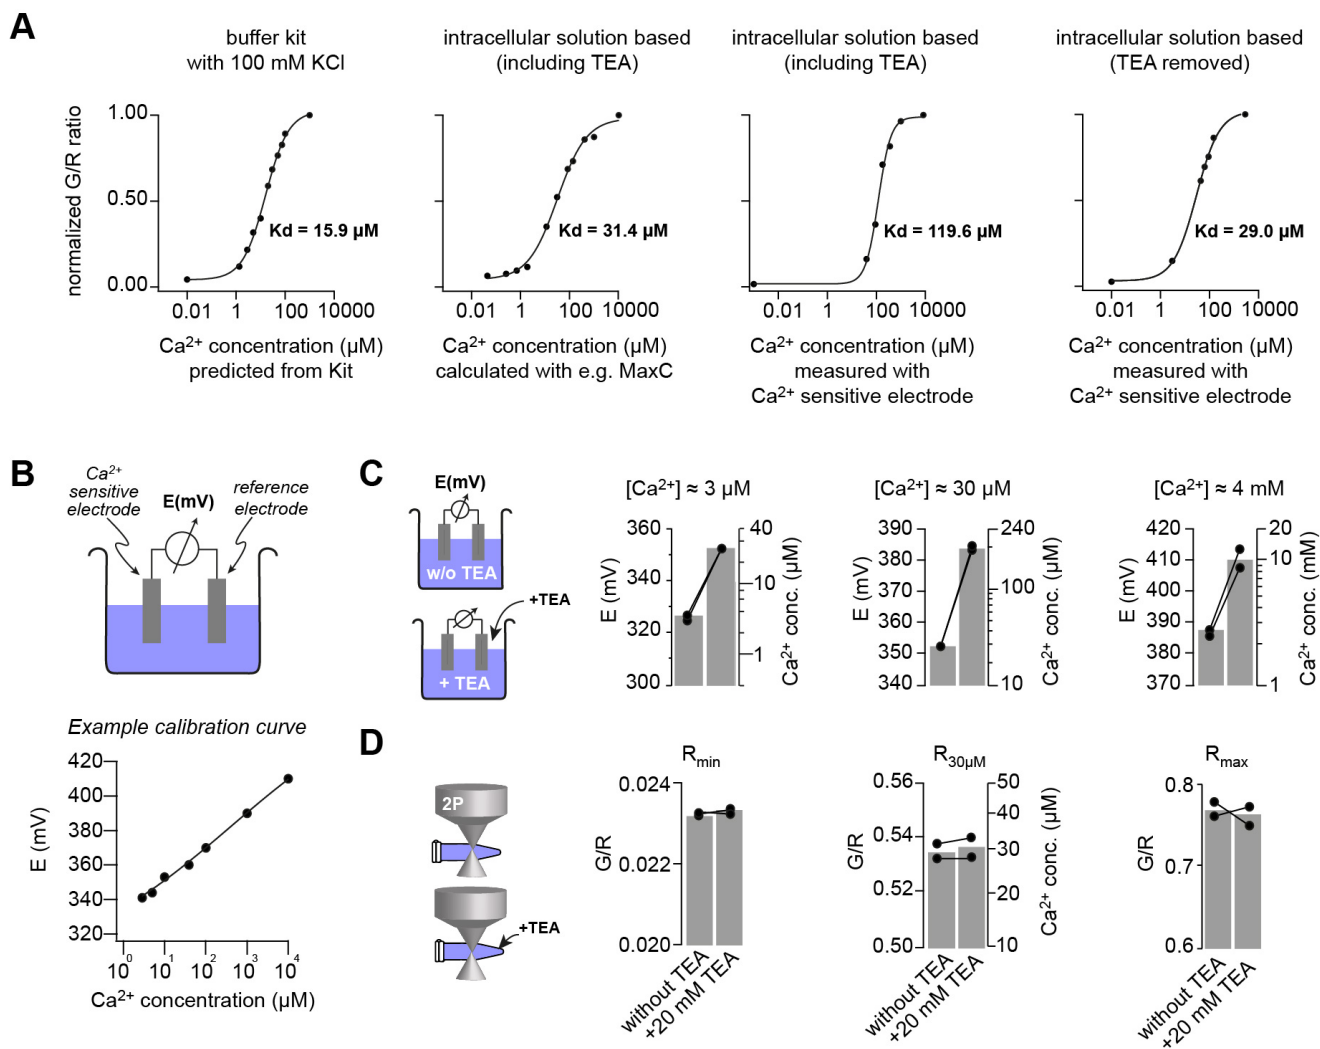 A
buffer kit
with 100 mM KCl
intracellular solution based
(including TEA)
intracellular solution based
(including TEA)
intracellular solution based
(TEA removed)
normalized G/R ratio
1.00
0.50
0.00
Kd = 15.9 µM
Kd = 31.4 µM
Kd = 119.6 µM
Kd = 29.0 µM
0.01 1 100 10000
0.01 1 100 10000
0.01 1 100 10000
0.01 1 100 10000
Ca²⁺ concentration (µM)
predicted from Kit
Ca²⁺ concentration (µM)
calculated with e.g. MaxC
Ca²⁺ concentration (µM)
measured with
Ca²⁺ sensitive electrode
Ca²⁺ concentration (µM)
measured with
Ca²⁺ sensitive electrode
B
Ca²⁺
sensitive
electrode
E(mV)
reference
electrode
Example calibration curve
E (mV)
420
400
380
360
340
320
10⁰ 10¹ 10² 10³ 10⁴
Ca²⁺ concentration (µM)
C
E(mV)
w/o TEA
+TEA
+ TEA
[Ca²⁺] ≈ 3 µM
E (mV)
360
340
320
300
40
10
1
Ca²⁺ conc. (µM)
[Ca²⁺] ≈ 30 µM
E (mV)
390
380
370
360
350
340
240
100
10
Ca²⁺ conc. (µM)
[Ca²⁺] ≈ 4 mM
E (mV)
420
410
400
390
380
370
20
10
1
Ca²⁺ conc. (mM)
D
2P
+TEA
Rmin
G/R
0.024
0.022
0.020
without TEA
+20 mM TEA
R30µM
G/R
0.56
0.54
0.52
0.50
50
40
30
20
10
Ca²⁺ conc. (µM)
without TEA
+20 mM TEA
Rmax
G/R
0.8
0.7
0.6
without TEA
+20 mM TEA